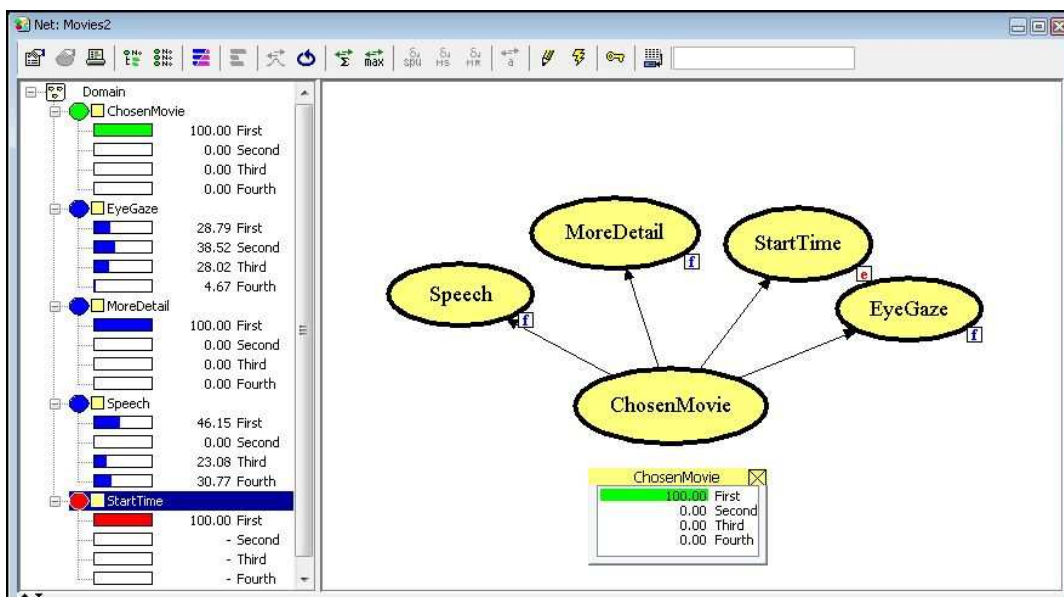 Net: Movies2
Domain
ChosenMovie
100.00 First
0.00 Second
0.00 Third
0.00 Fourth
EyeGaze
28.79 First
38.52 Second
28.02 Third
4.67 Fourth
MoreDetail
100.00 First
0.00 Second
0.00 Third
0.00 Fourth
Speech
46.15 First
0.00 Second
23.08 Third
30.77 Fourth
StartTime
100.00 First
- Second
- Third
- Fourth
MoreDetail
f
StartTime
e
Speech
f
EyeGaze
f
ChosenMovie
ChosenMovie
100.00 First
0.00 Second
0.00 Third
0.00 Fourth